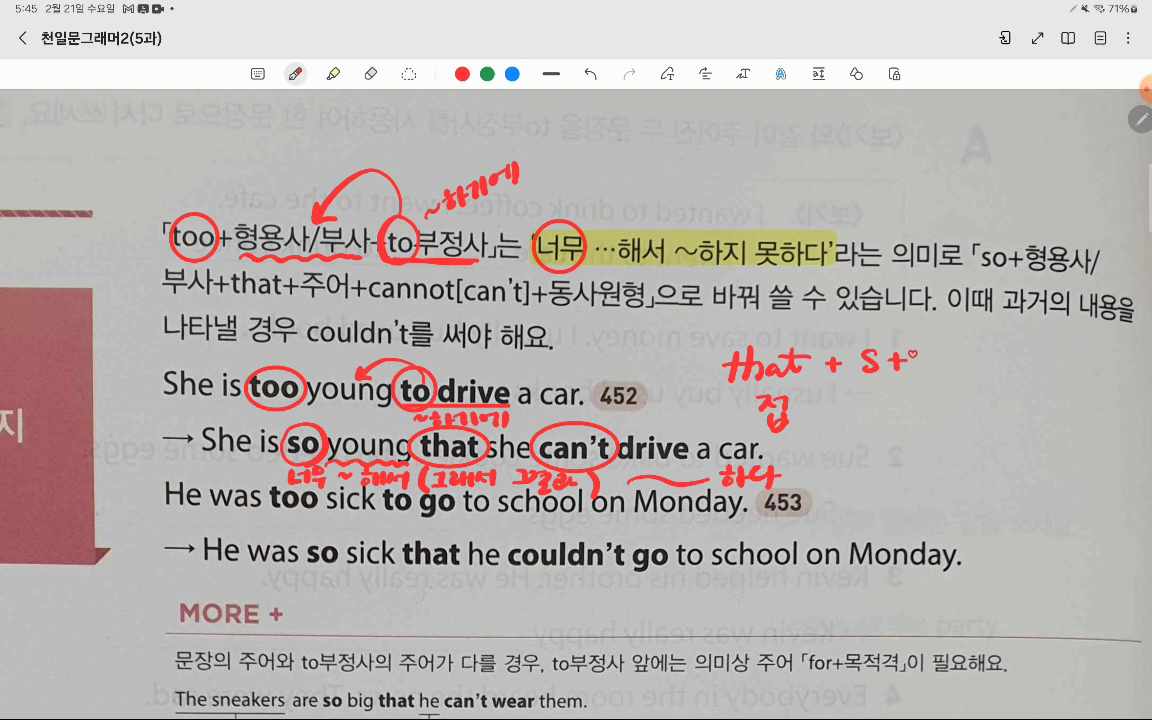 5:45 2월 21일 수요일
71%
천일문그래머2(5과)
~하기에
「too+형용사/부사+to부정사」는 '너무 …해서 ~하지 못하다'라는 의미로 「so+형용사/
부사+that+주어+cannot[can't]+동사원형」으로 바꿔 쓸 수 있습니다. 이때 과거의 내용을
나타낼 경우 couldn't를 써야 해요.
that + S +
접
She is too young to drive a car. 452
~하기에
→ She is so young that she can't drive a car.
너무 ~해서 (그래서 그결과) 하다
He was too sick to go to school on Monday. 453
→ He was so sick that he couldn't go to school on Monday.
지
MORE +
문장의 주어와 to부정사의 주어가 다를 경우, to부정사 앞에는 의미상 주어 「for+목적격」이 필요해요.
The sneakers are so big that he can't wear them.